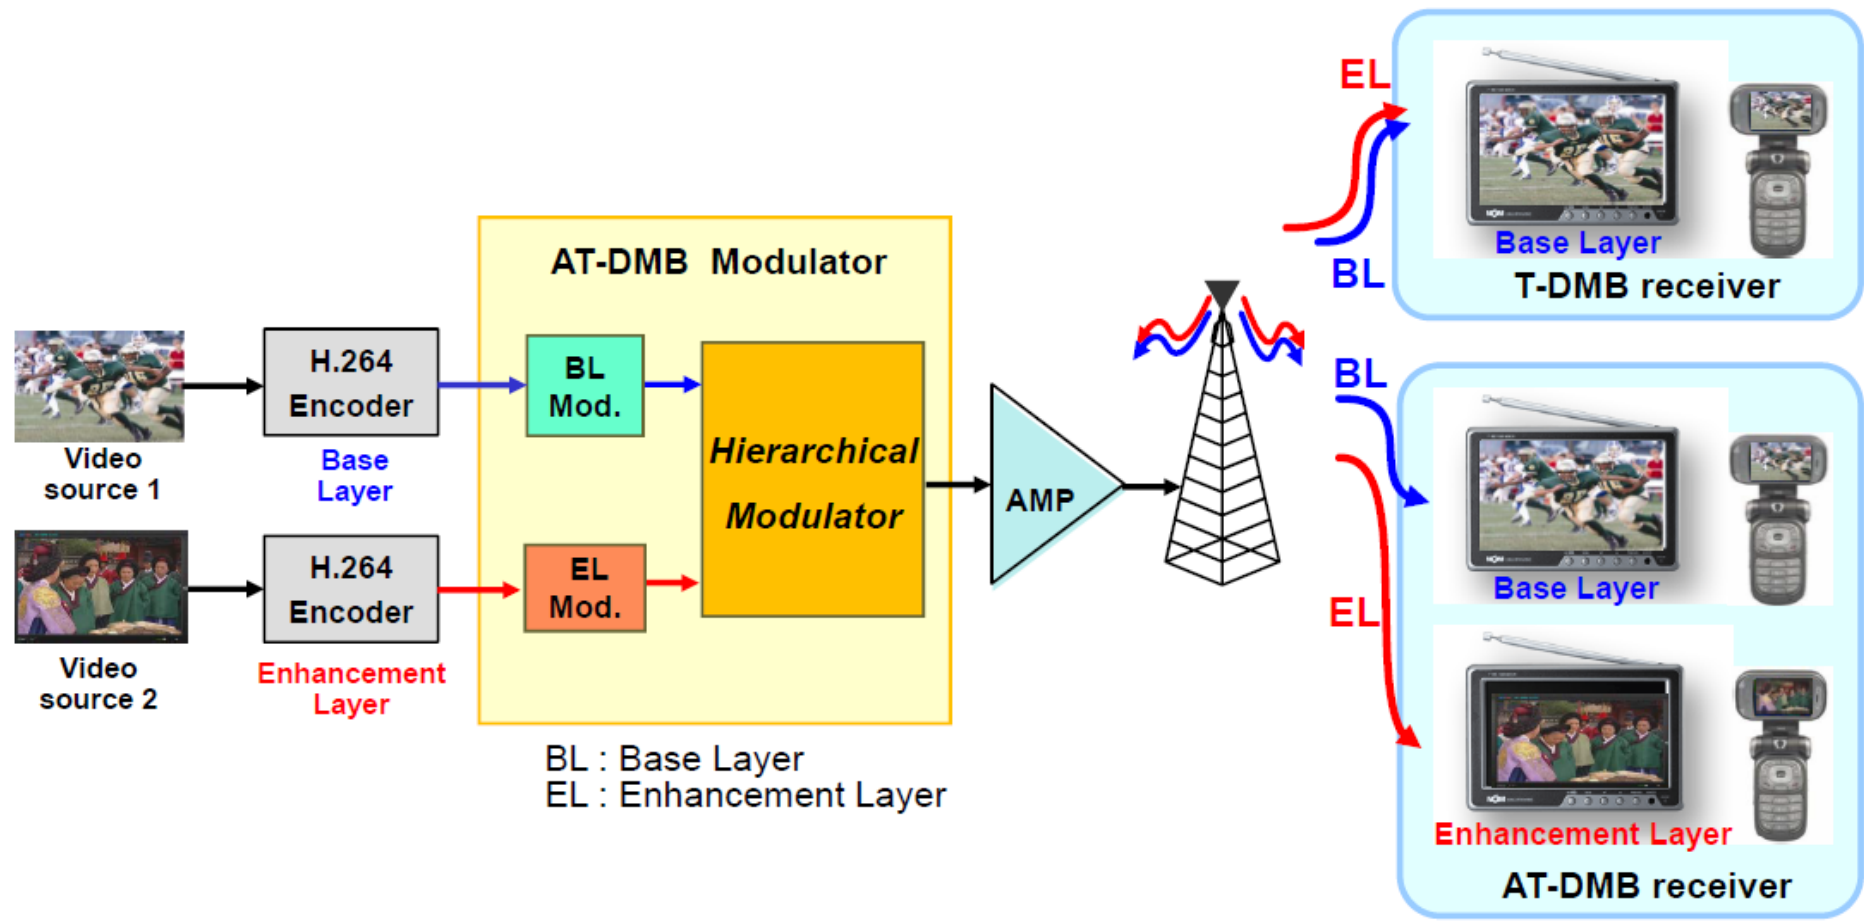 Video
source 1
H.264
Encoder
Base
Layer
Video
source 2
H.264
Encoder
Enhancement
Layer
AT-DMB Modulator
BL
Mod.
EL
Mod.
Hierarchical
Modulator
BL : Base Layer
EL : Enhancement Layer
AMP
EL
BL
Base Layer
T-DMB receiver
BL
EL
Base Layer
Enhancement Layer
AT-DMB receiver